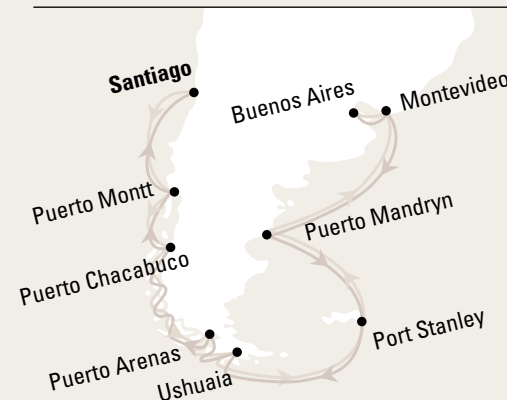 Santiago
Buenos Aires
Montevideo
Puerto Montt
Puerto Mandryn
Puerto Chacabuco
Port Stanley
Puerto Arenas
Ushuaia